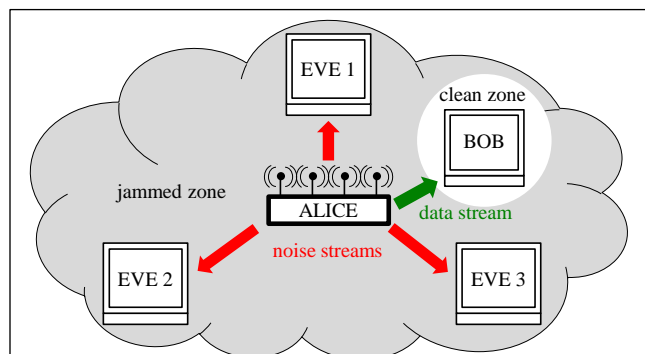 EVE 1
clean zone
BOB
jammed zone
ALICE
data stream
noise streams
EVE 2
EVE 3